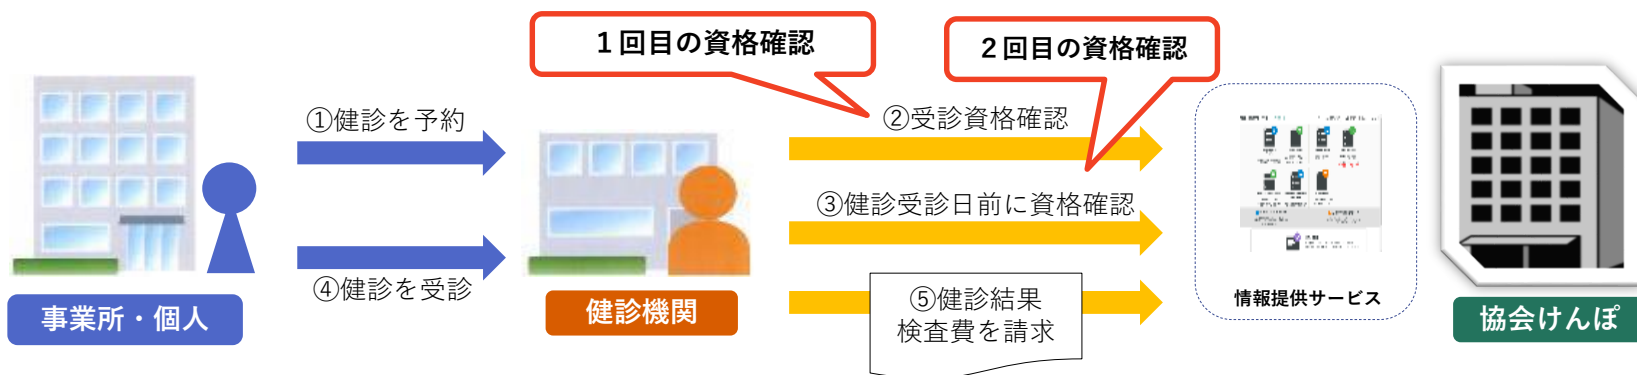 １回目の資格確認
２回目の資格確認
①健診を予約
②受診資格確認
③健診受診日前に資格確認
④健診を受診
⑤健診結果
検査費を請求
事業所・個人
健診機関
情報提供サービス
協会けんぽ